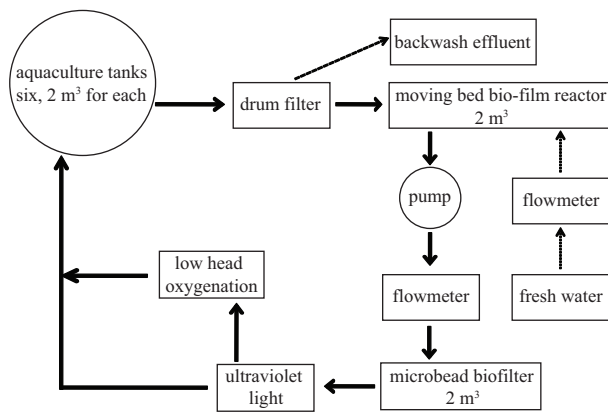 backwash effluent
aquaculture tanks
six, 2 m³ for each
drum filter
moving bed bio-film reactor
2 m³
pump
flowmeter
low head
oxygenation
flowmeter
fresh water
ultraviolet
light
microbead biofilter
2 m³